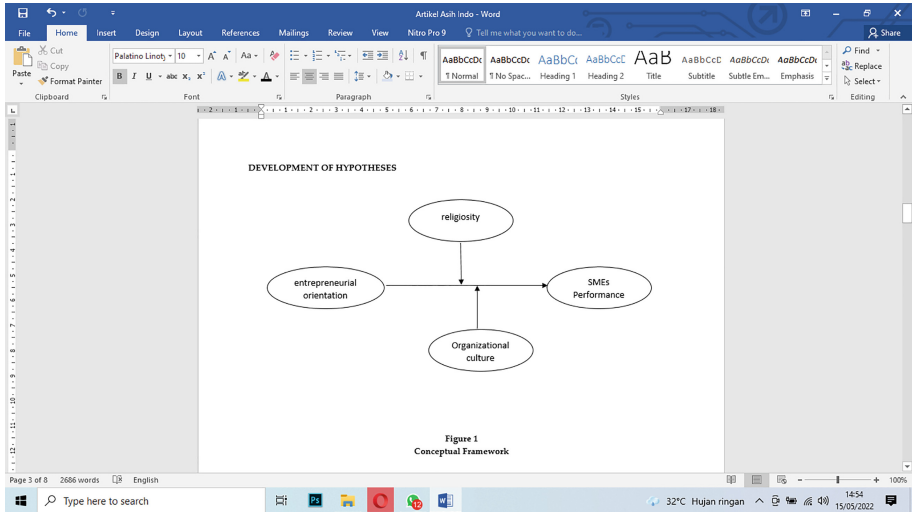 Artikel Asih Indo - Word
File Home Insert Design Layout References Mailings Review View Nitro Pro 9 Tell me what you want to do... Share
Paste
Cut
Copy
Format Painter
Clipboard
Palatino Linoty 10
Font
Paragraph
AaBbCcDc AaBbCcDc AaBbCc AaBbCcC AaB AaBbCcC AaBbCcDc AaBbCcDc
¶ Normal ¶ No Spac... Heading 1 Heading 2 Title Subtitle Subtle Em... Emphasis
Styles
Find
Replace
Select
Editing
DEVELOPMENT OF HYPOTHESES
religiosity
entrepreneurial
orientation
SMEs
Performance
Organizational
culture
Figure 1
Conceptual Framework
Page 3 of 8 2686 words English 100%
Type here to search
32°C Hujan ringan
14:54
15/05/2022